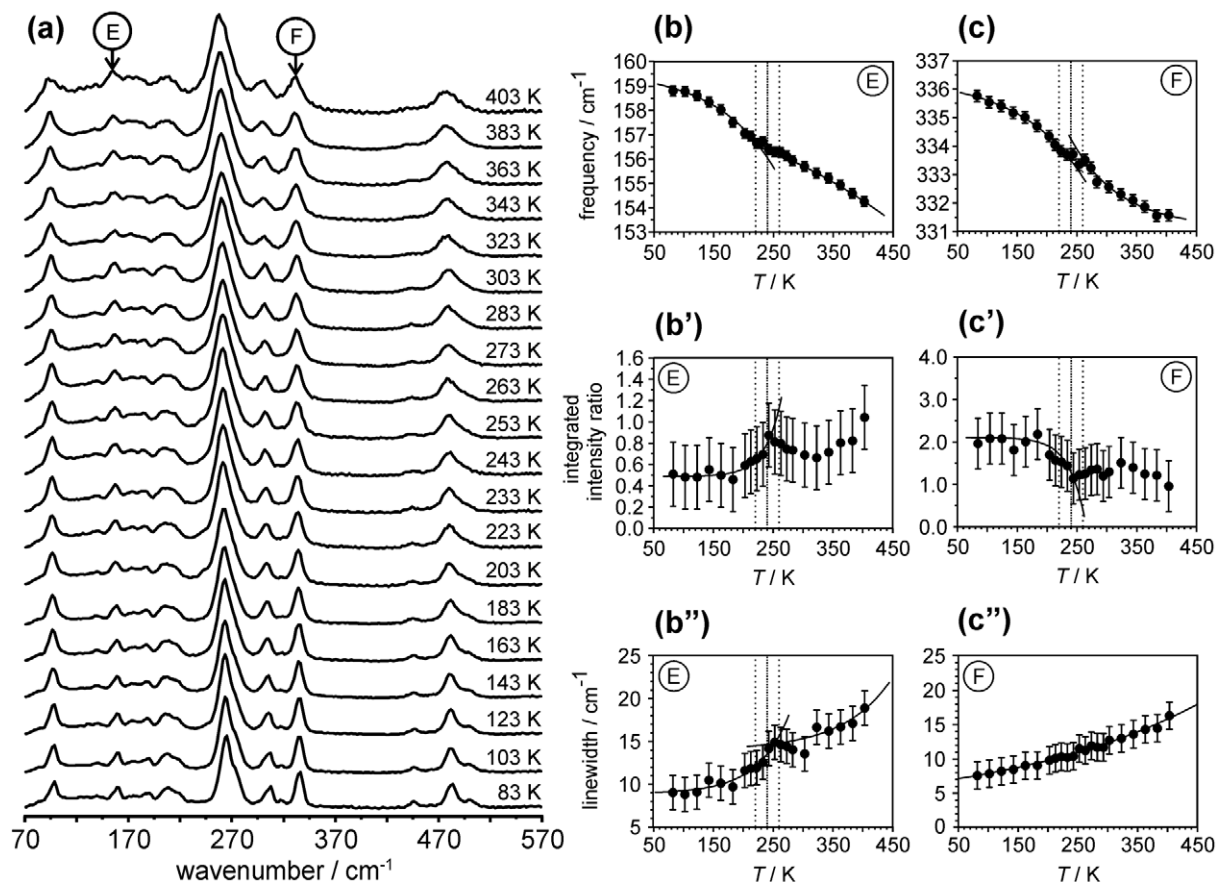 (a)
E
F
403 K
383 K
363 K
343 K
323 K
303 K
283 K
273 K
263 K
253 K
243 K
233 K
223 K
203 K
183 K
163 K
143 K
123 K
103 K
83 K
70 170 270 370 470 570
wavenumber / cm⁻¹
(b)
E
frequency / cm⁻¹
160
159
158
157
156
155
154
153
50 150 250 350 450
T / K
(c)
F
337
336
335
334
333
332
331
50 150 250 350 450
T / K
(b')
E
integrated
intensity ratio
1.6
1.4
1.2
1.0
0.8
0.6
0.4
0.2
0.0
50 150 250 350 450
T / K
(c')
F
4.0
3.0
2.0
1.0
0.0
50 150 250 350 450
T / K
(b'')
E
linewidth / cm⁻¹
25
20
15
10
5
50 150 250 350 450
T / K
(c'')
F
25
20
15
10
5
0
50 150 250 350 450
T / K